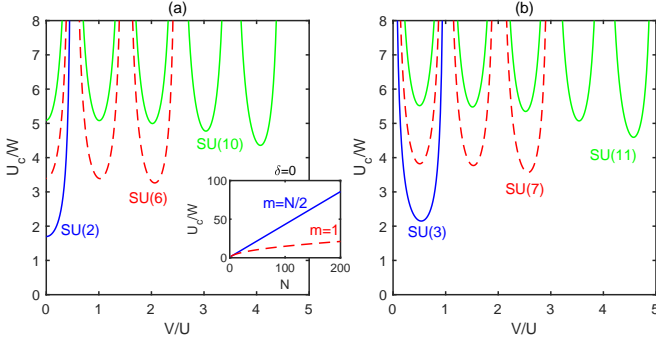 (a)
8
7
6
5
4
3
2
1
0
U_c/W
0 1 2 3 4 5
V/U
SU(2)
SU(6)
SU(10)
δ=0
100
50
0
U_c/W
m=N/2
m=1
0 100 200
N
(b)
8
7
6
5
4
3
2
1
0
U_c/W
0 1 2 3 4 5
V/U
SU(3)
SU(7)
SU(11)